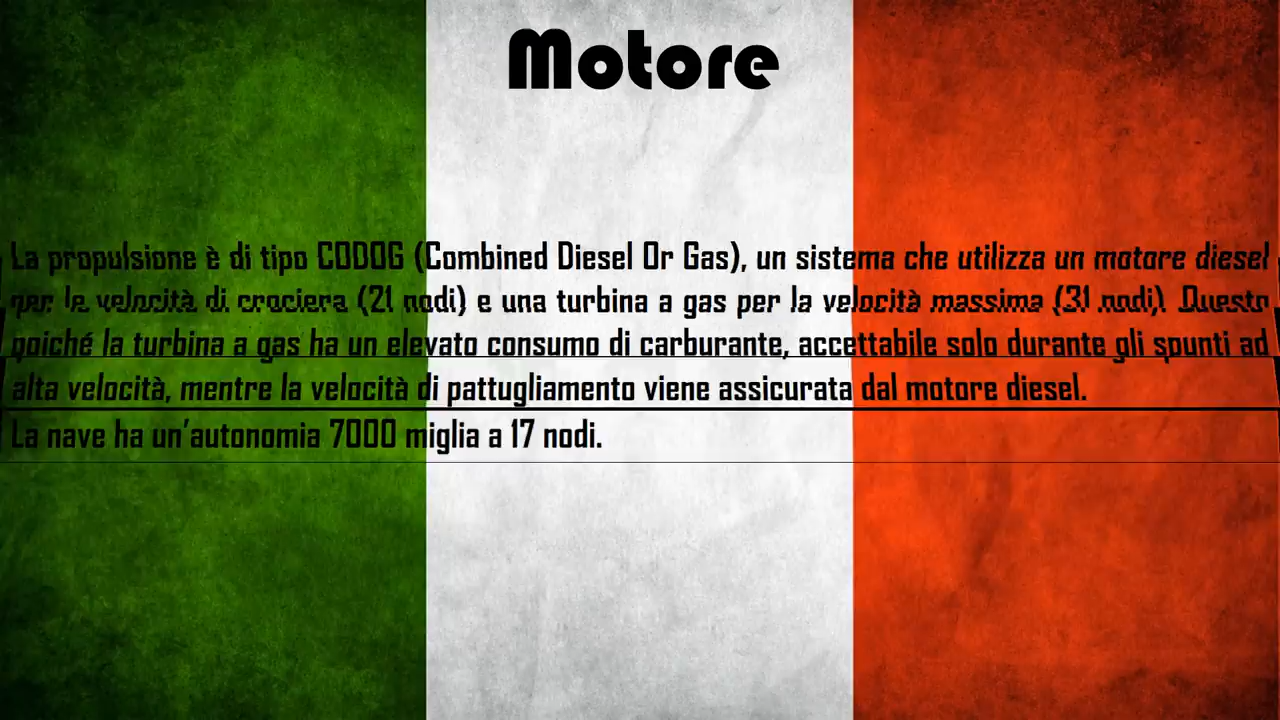 Motore
La propulsione è di tipo CODOG (Combined Diesel Or Gas), un sistema che utilizza un motore diesel
per le velocità di crociera (21 nodi) e una turbina a gas per la velocità massima (31 nodi). Questo
poiché la turbina a gas ha un elevato consumo di carburante, accettabile solo durante gli spunti ad
alta velocità, mentre la velocità di pattugliamento viene assicurata dal motore diesel.
La nave ha un'autonomia 7000 miglia a 17 nodi.